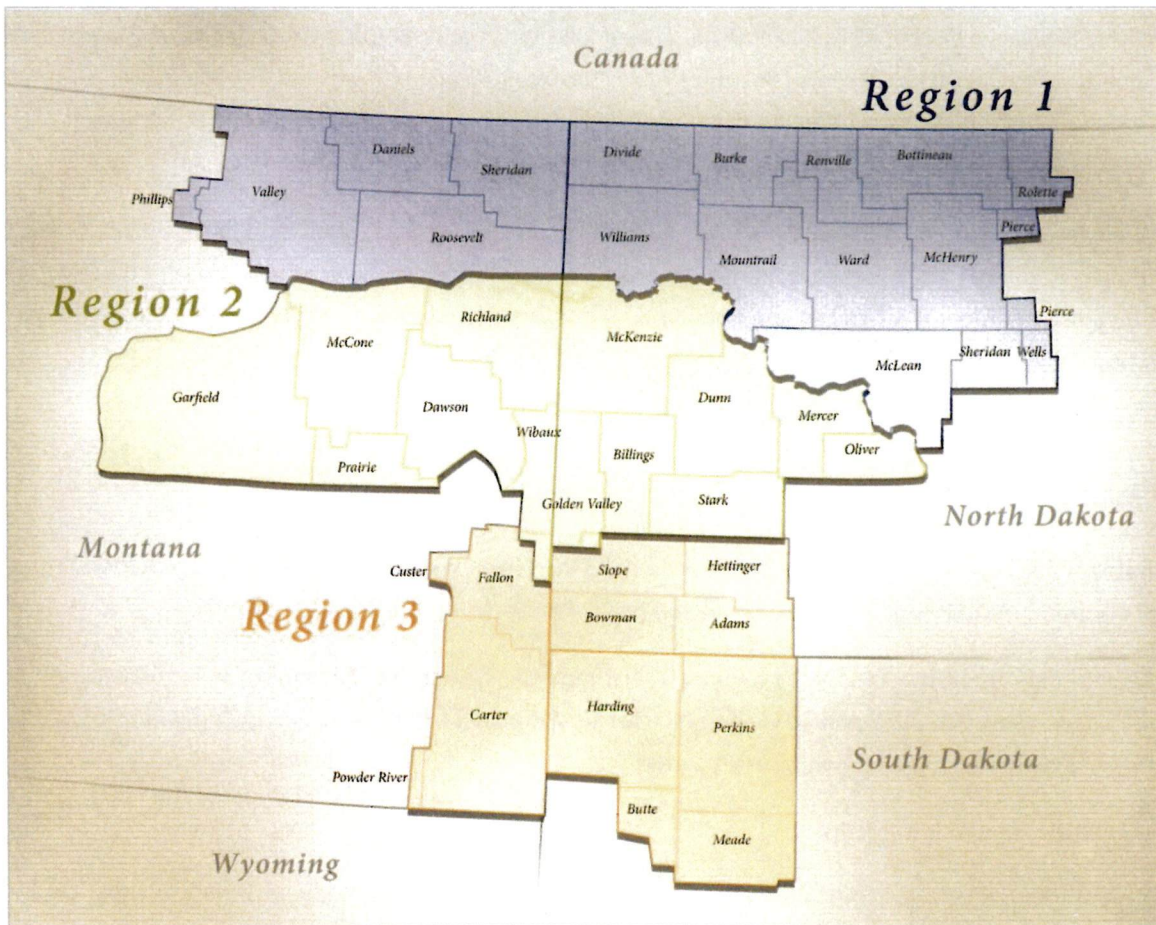 Canada
Region 1
Daniels
Sheridan
Divide
Burke
Renville
Bottineau
Rolette
Phillips
Valley
Roosevelt
Williams
Mountrail
Ward
McHenry
Pierce
Region 2
Richland
McCone
McKenzie
Pierce
Garfield
Dawson
Wibaux
Dunn
McLean
Sheridan
Wells
Mercer
Oliver
Prairie
Billings
Golden Valley
Stark
North Dakota
Montana
Custer
Fallon
Slope
Hettinger
Region 3
Bowman
Adams
Carter
Harding
Perkins
Powder River
South Dakota
Butte
Meade
Wyoming